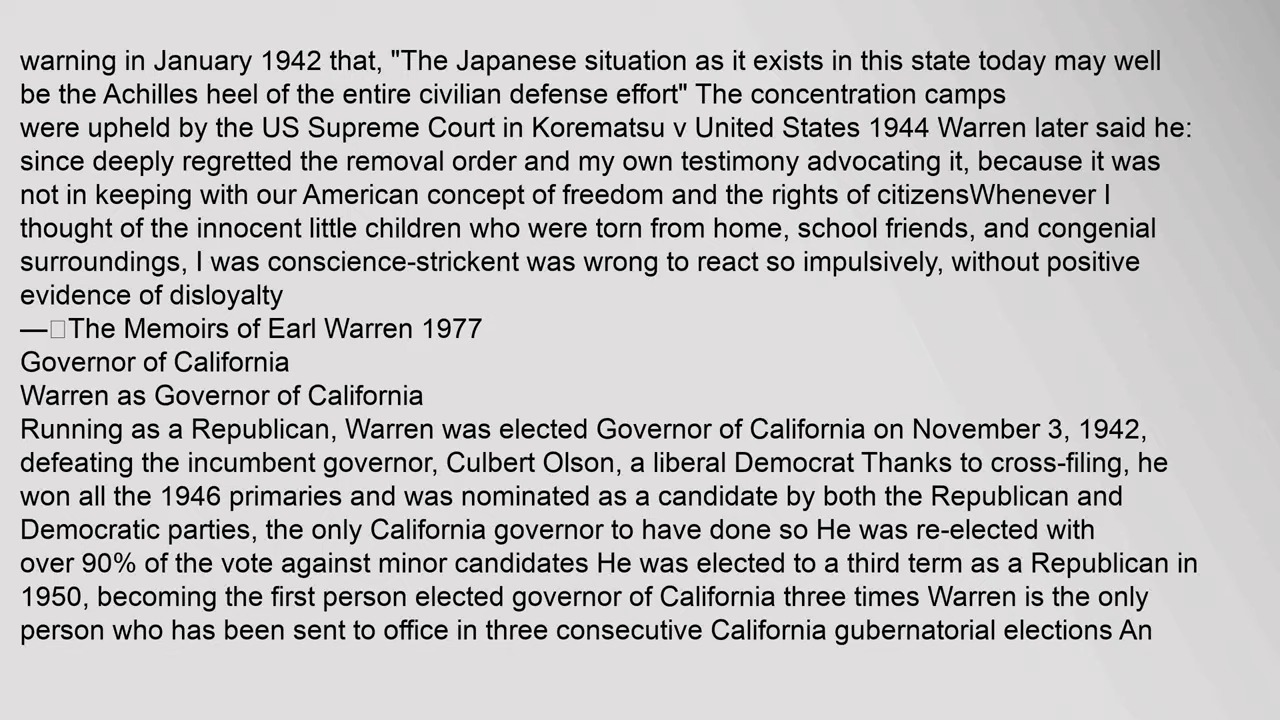 warning in January 1942 that, "The Japanese situation as it exists in this state today may well
be the Achilles heel of the entire civilian defense effort" The concentration camps
were upheld by the US Supreme Court in Korematsu v United States 1944 Warren later said he:
since deeply regretted the removal order and my own testimony advocating it, because it was
not in keeping with our American concept of freedom and the rights of citizensWhenever I
thought of the innocent little children who were torn from home, school friends, and congenial
surroundings, I was conscience-strickent was wrong to react so impulsively, without positive
evidence of disloyalty
—□The Memoirs of Earl Warren 1977
Governor of California
Warren as Governor of California
Running as a Republican, Warren was elected Governor of California on November 3, 1942,
defeating the incumbent governor, Culbert Olson, a liberal Democrat Thanks to cross-filing, he
won all the 1946 primaries and was nominated as a candidate by both the Republican and
Democratic parties, the only California governor to have done so He was re-elected with
over 90% of the vote against minor candidates He was elected to a third term as a Republican in
1950, becoming the first person elected governor of California three times Warren is the only
person who has been sent to office in three consecutive California gubernatorial elections An